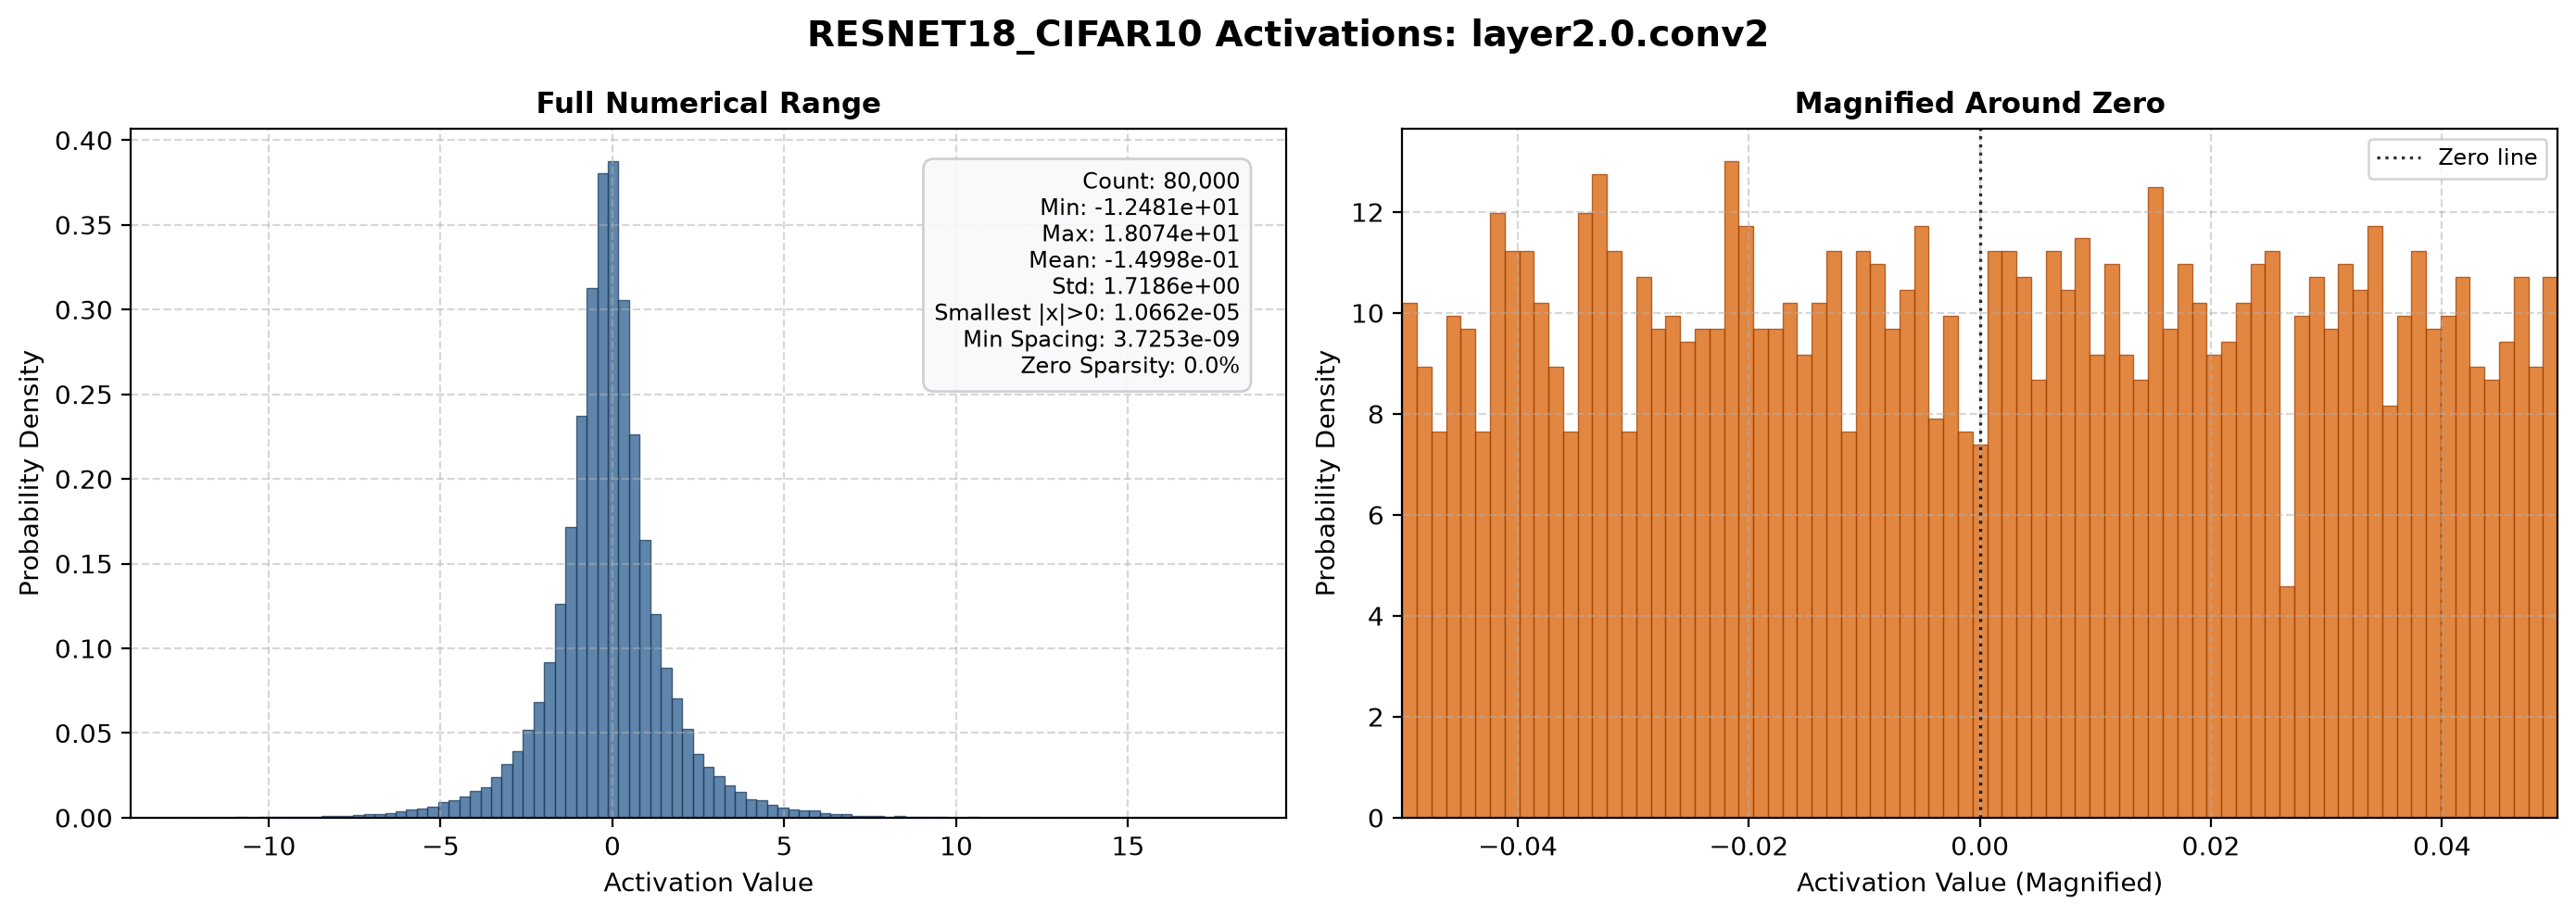 RESNET18_CIFAR10 Activations: layer2.0.conv2
Full Numerical Range
Probability Density
0.40
0.35
0.30
0.25
0.20
0.15
0.10
0.05
0.00
Count: 80,000
Min: -1.2481e+01
Max: 1.8074e+01
Mean: -1.4998e-01
Std: 1.7186e+00
Smallest |x|>0: 1.0662e-05
Min Spacing: 3.7253e-09
Zero Sparsity: 0.0%
−10 −5 0 5 10 15
Activation Value
Magnified Around Zero
Probability Density
12
10
8
6
4
2
0
Zero line
−0.04 −0.02 0.00 0.02 0.04
Activation Value (Magnified)